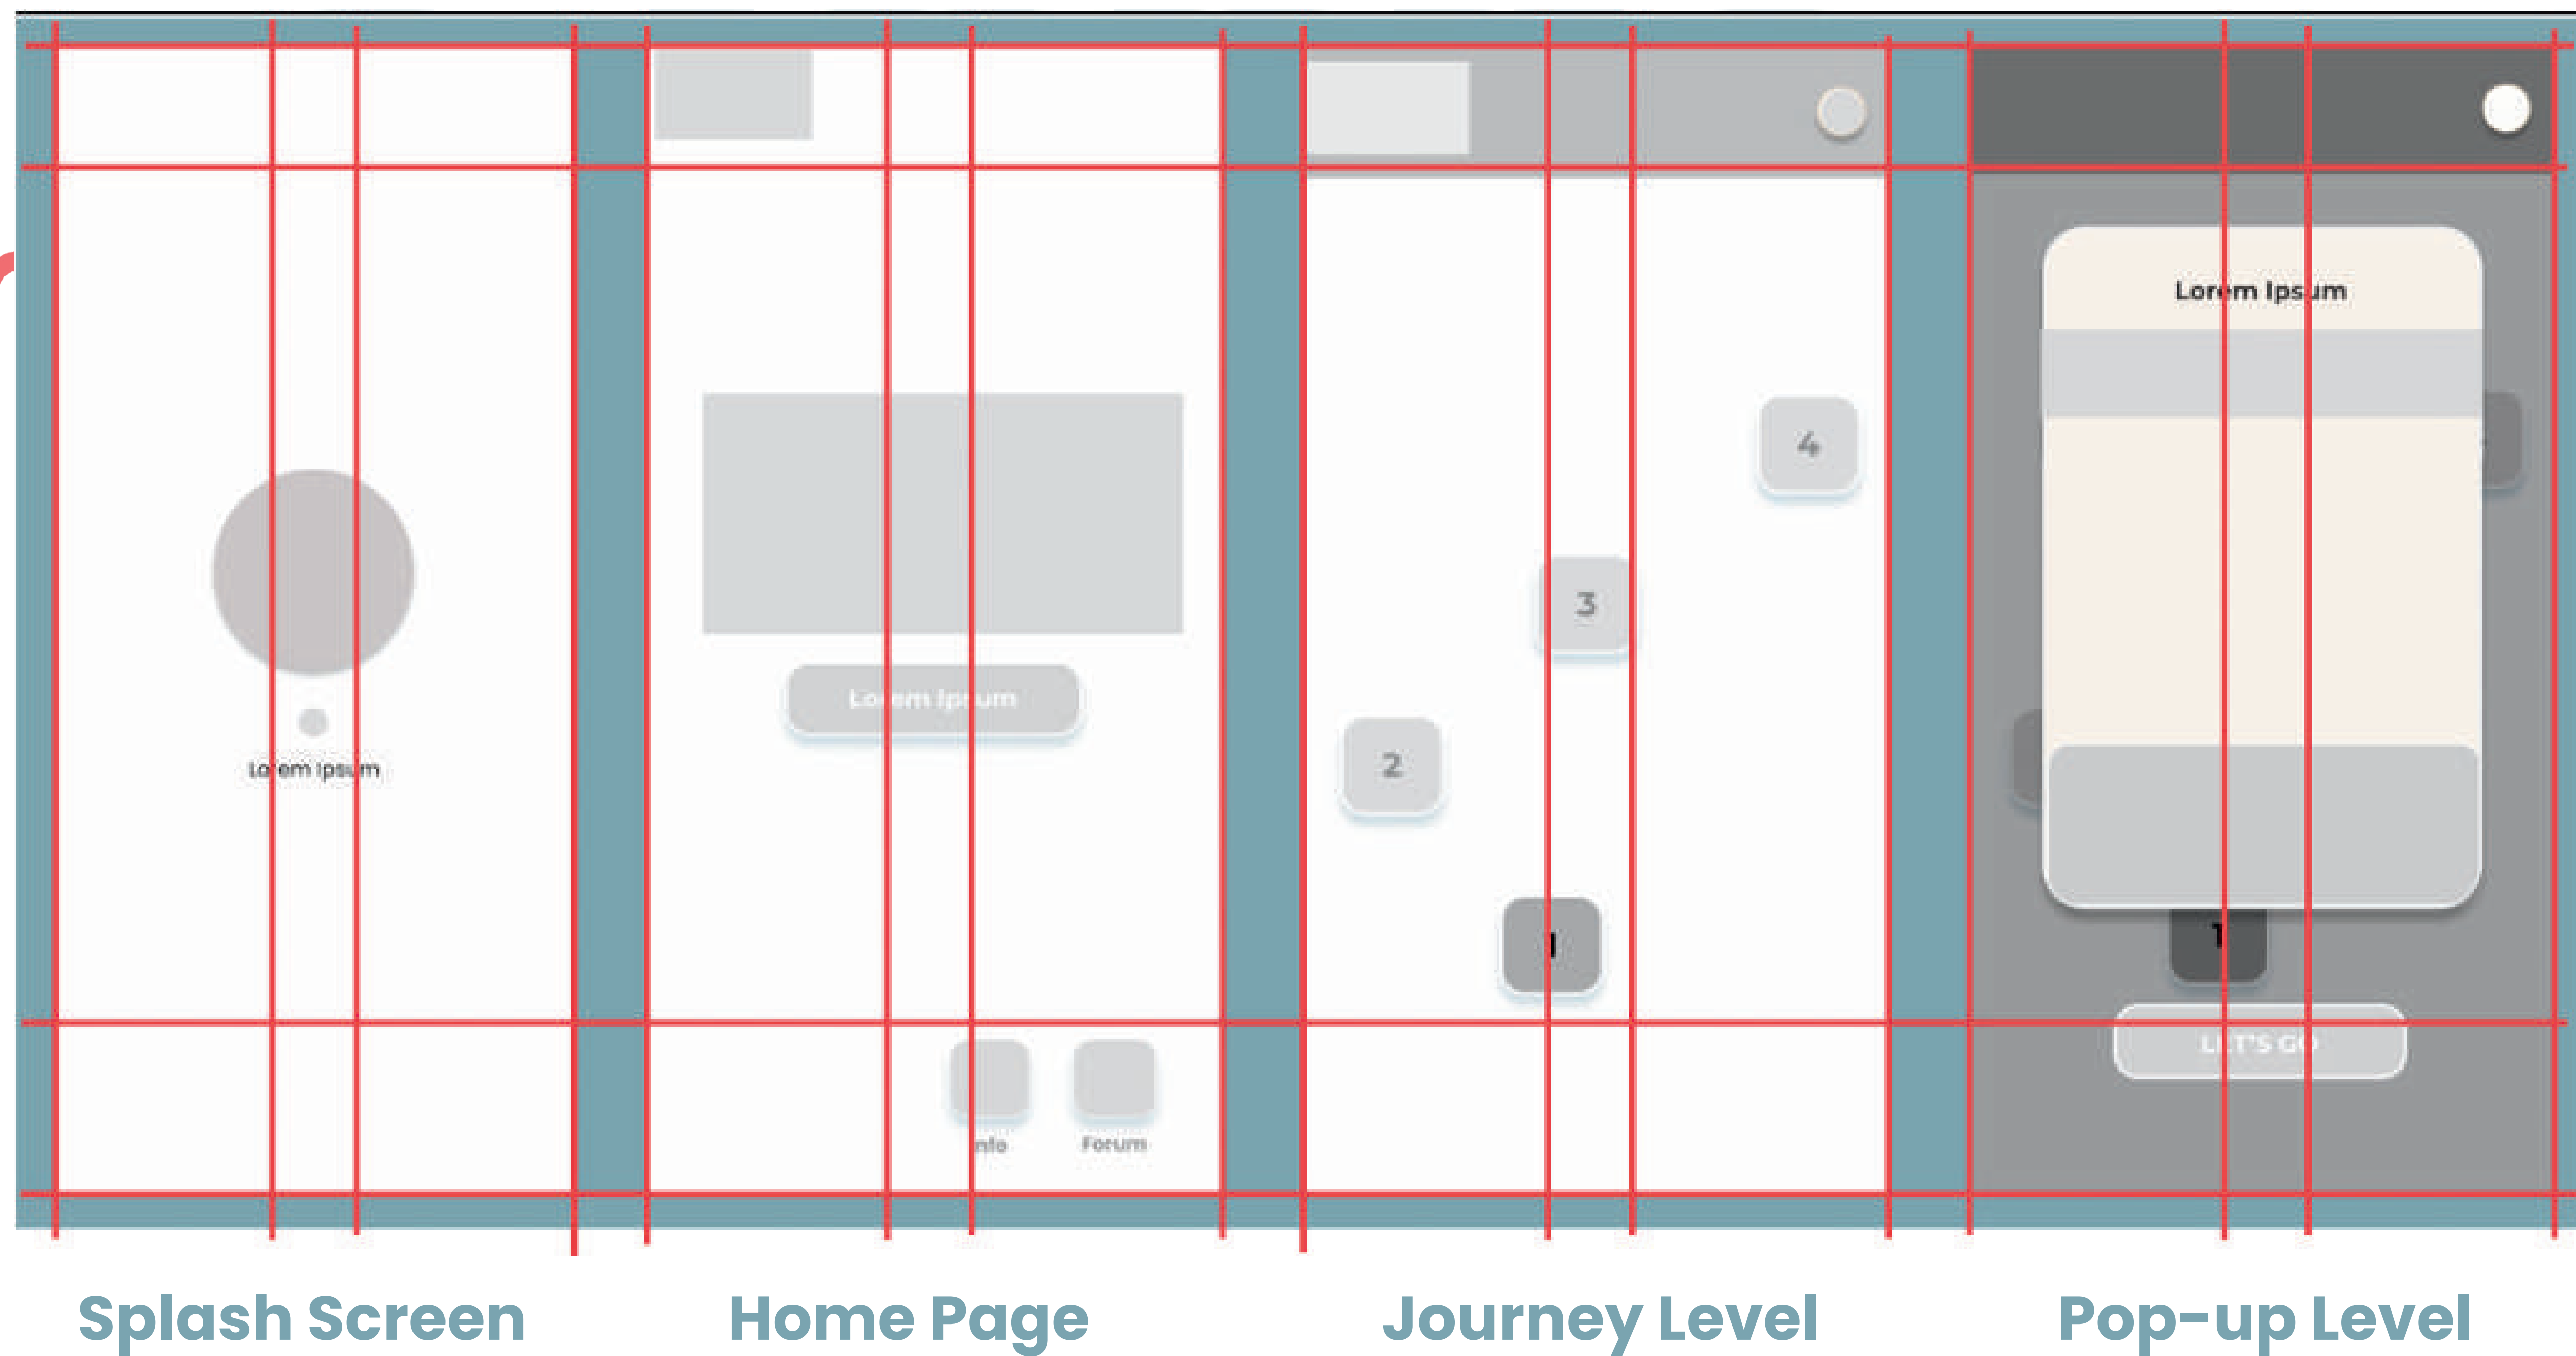 Lorem Ipsum
Lorem Ipsum
Info
Forum
4
3
2
1
Lorem Ipsum
1
LET'S GO
Splash Screen
Home Page
Journey Level
Pop-up Level